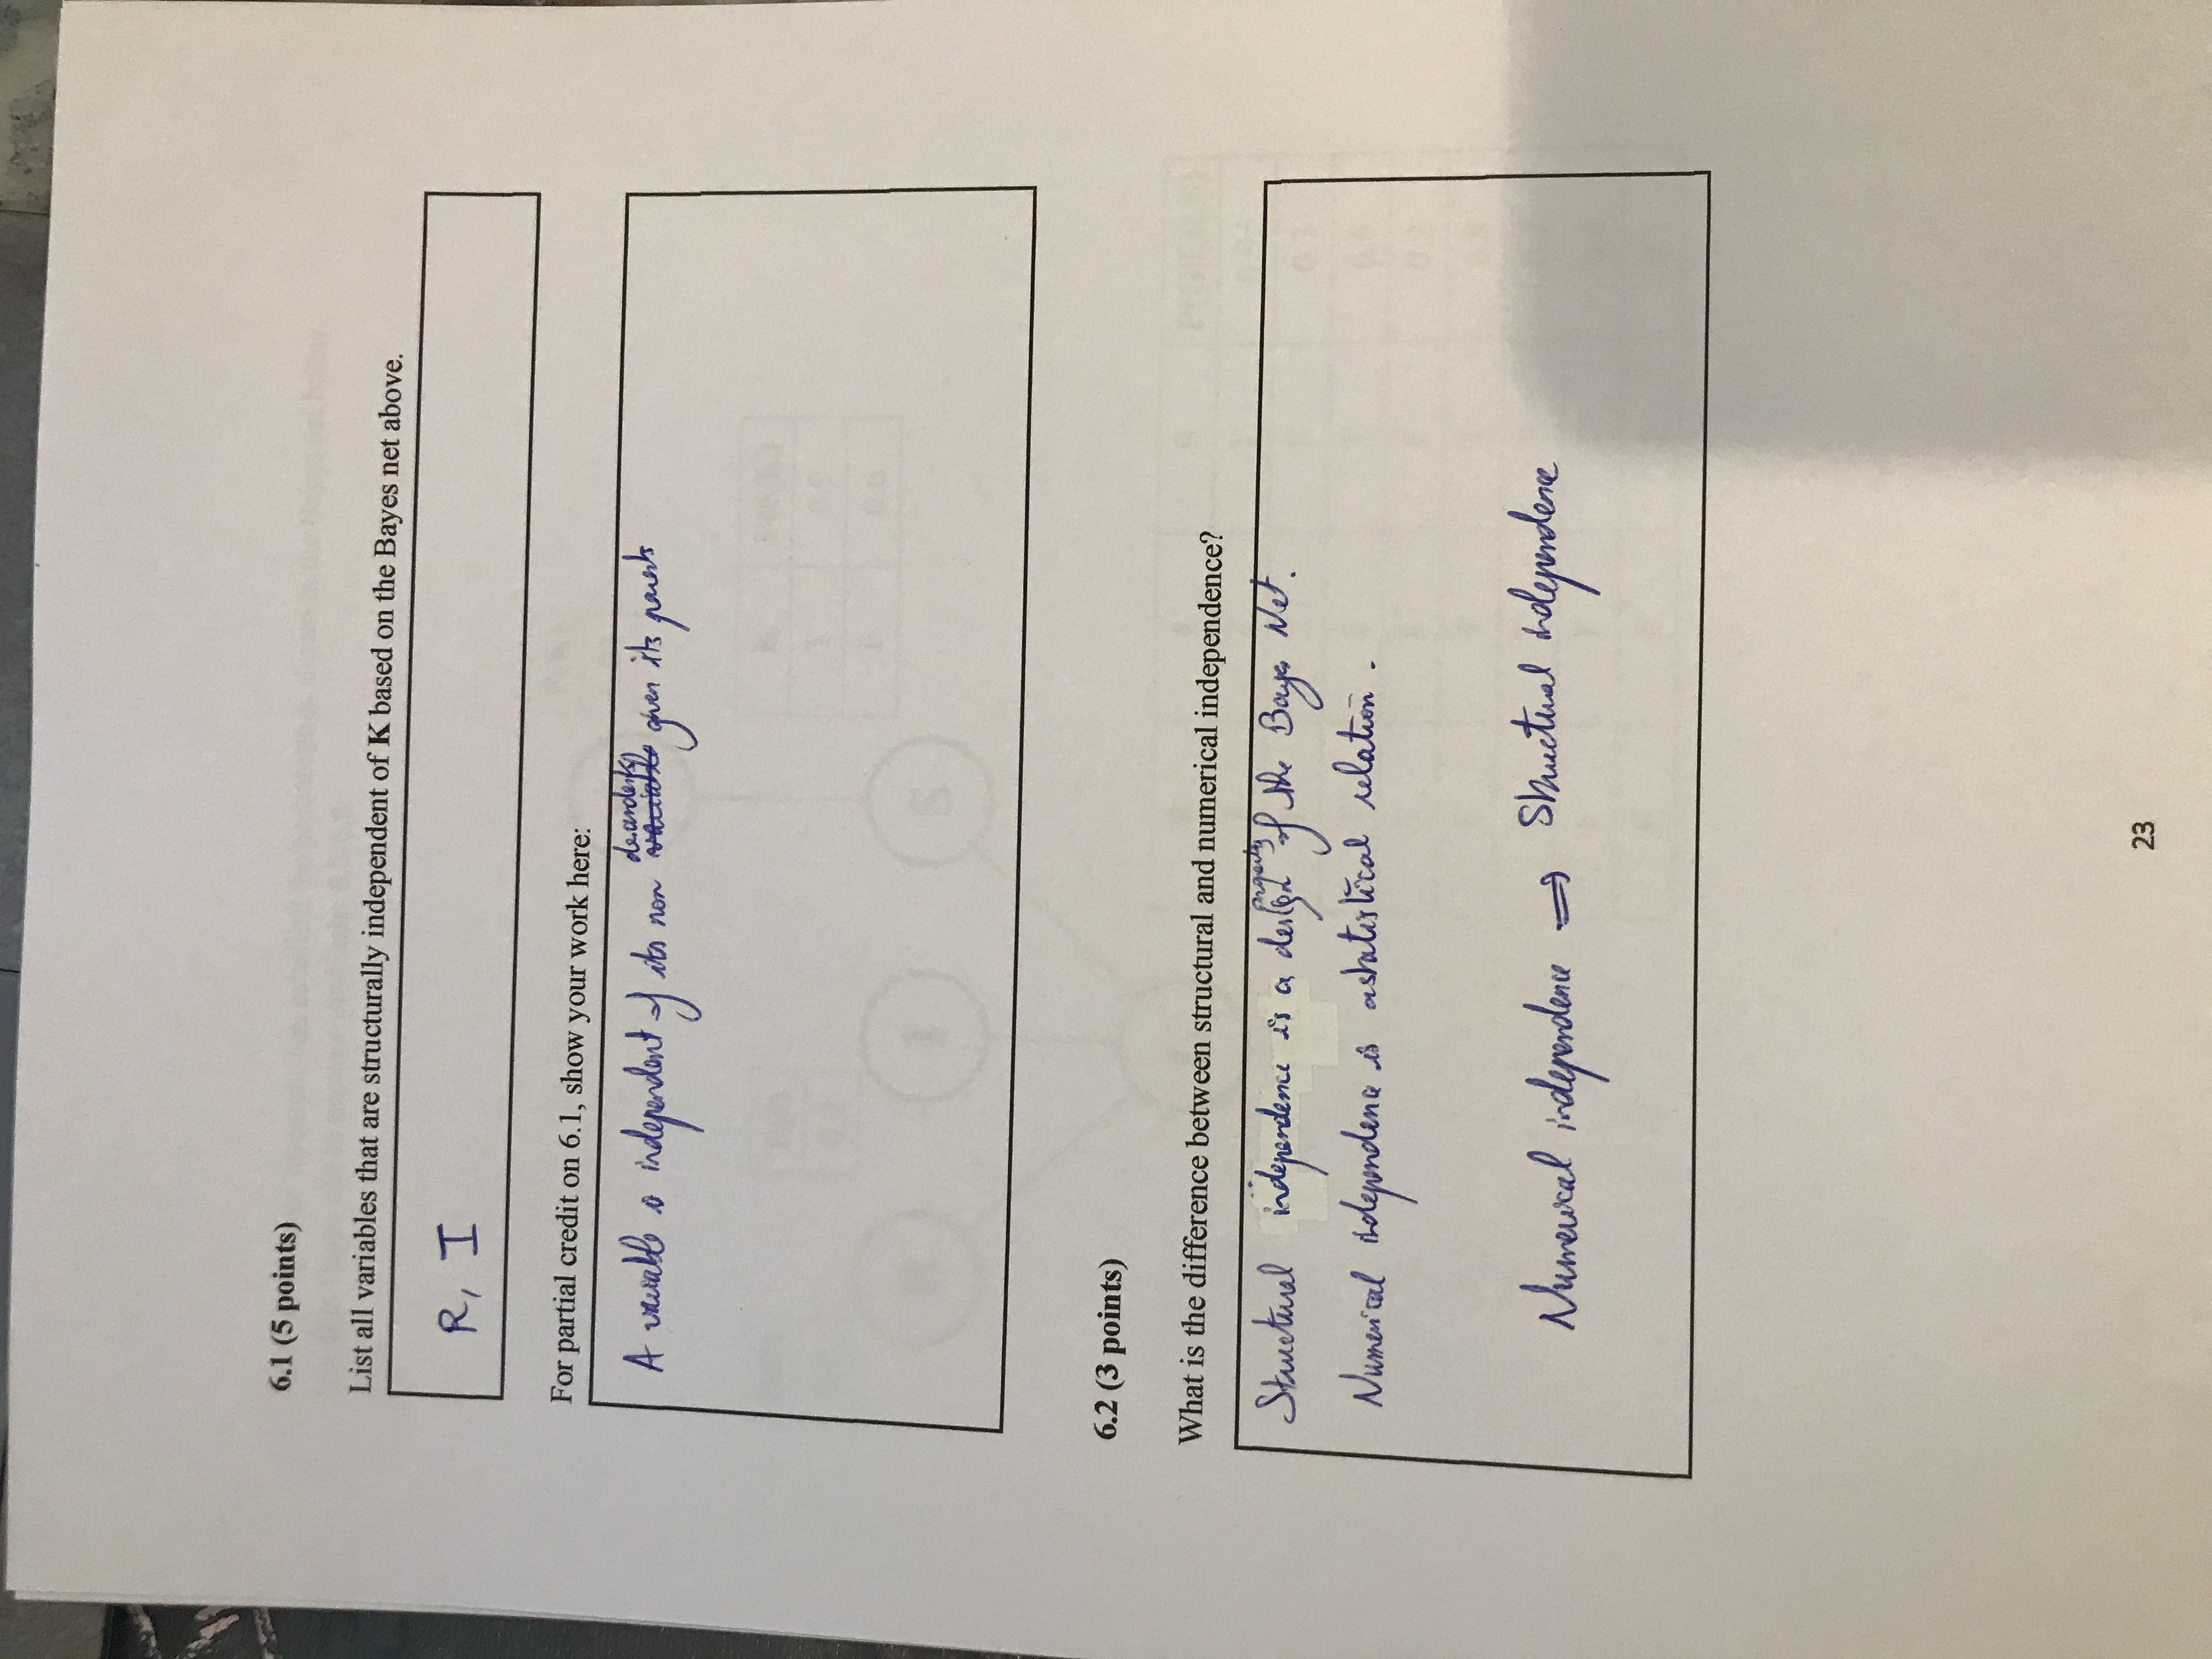 6.1 (5 points)
List all variables that are structurally independent of K based on the Bayes net above.
R, I
For partial credit on 6.1, show your work here:
descendents
A variable is independent of its non given its parents
6.2 (3 points)
What is the difference between structural and numerical independence?
property
Structural independence is a design of the Bayes Net.
Numerical independence is a statistical relation.
Numerical independence ⇒ Structural independence
23